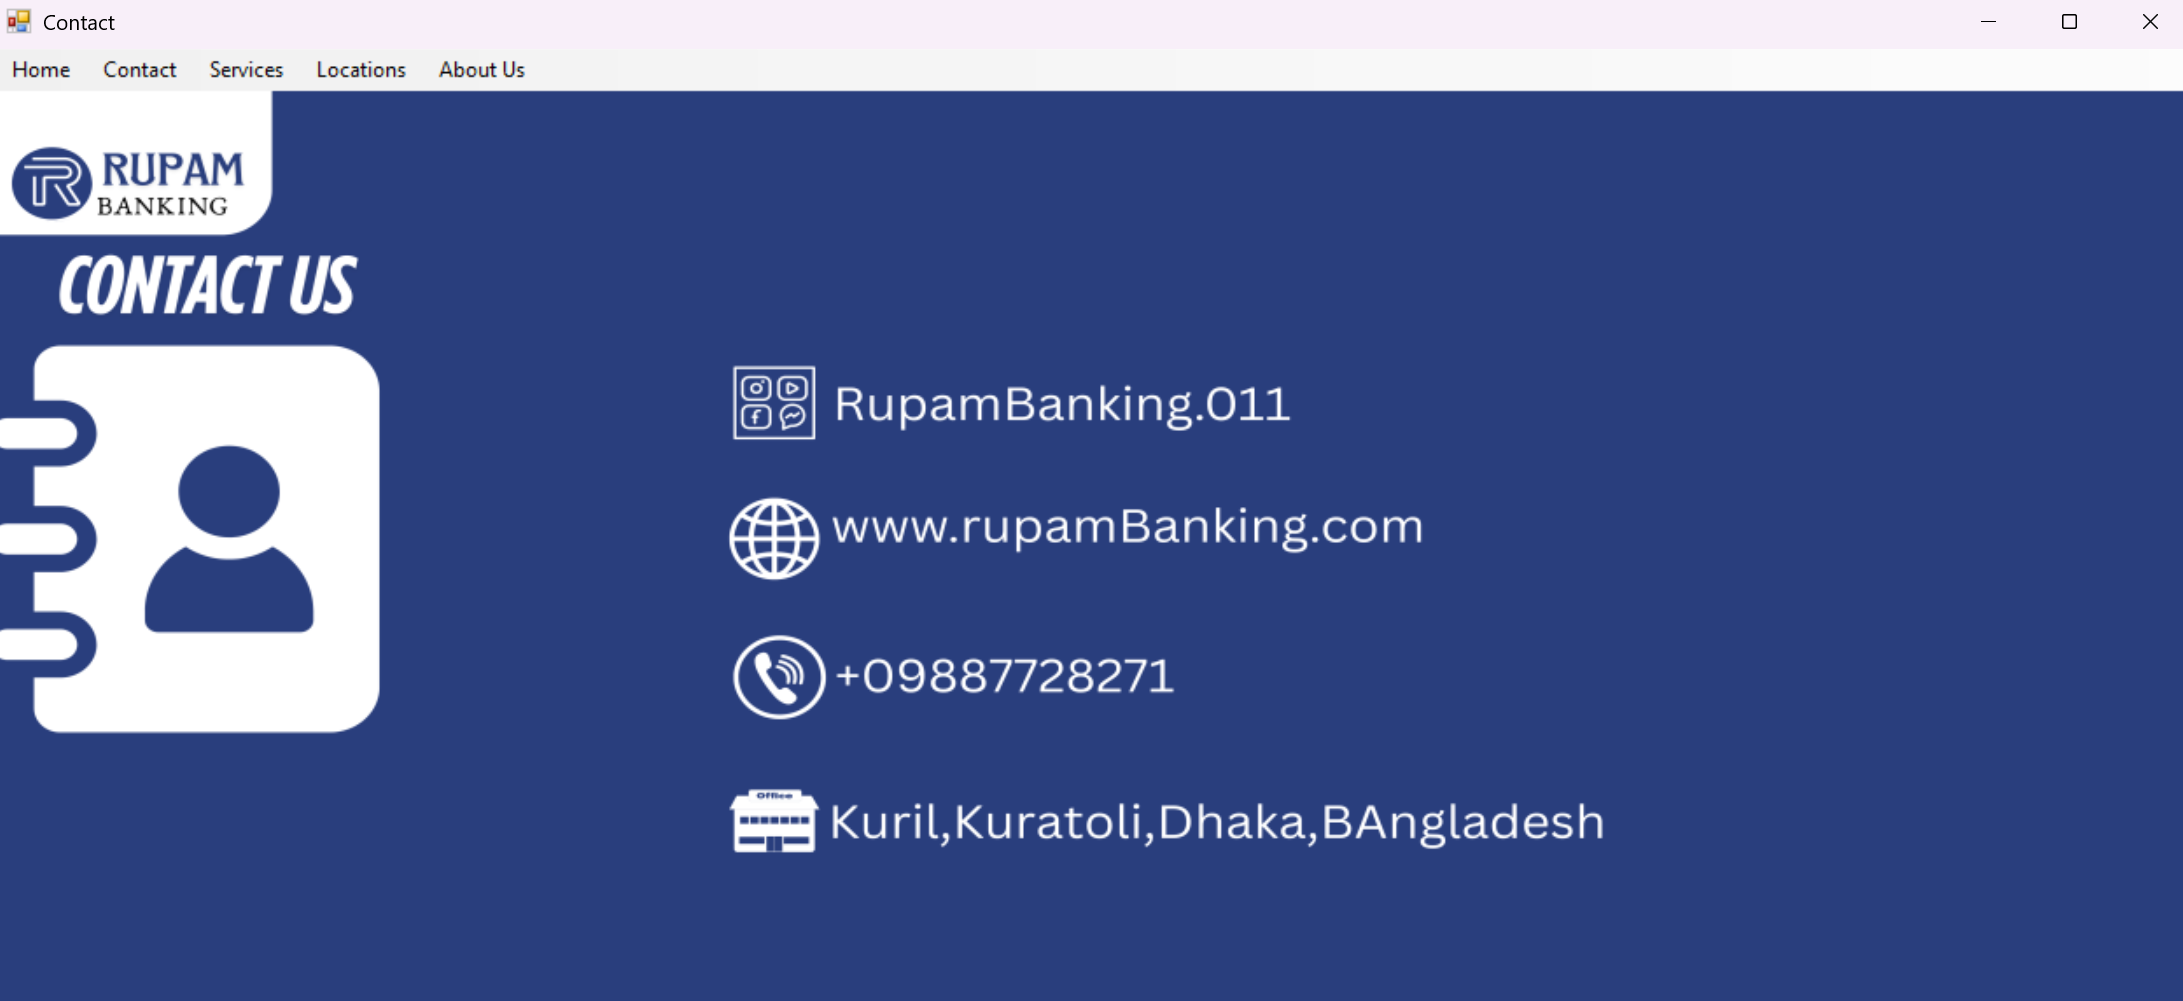 Contact
Home Contact Services Locations About Us
RUPAM
BANKING
CONTACT US
RupamBanking.011
www.rupamBanking.com
+09887728271
Office
Kuril,Kuratoli,Dhaka,BAngladesh